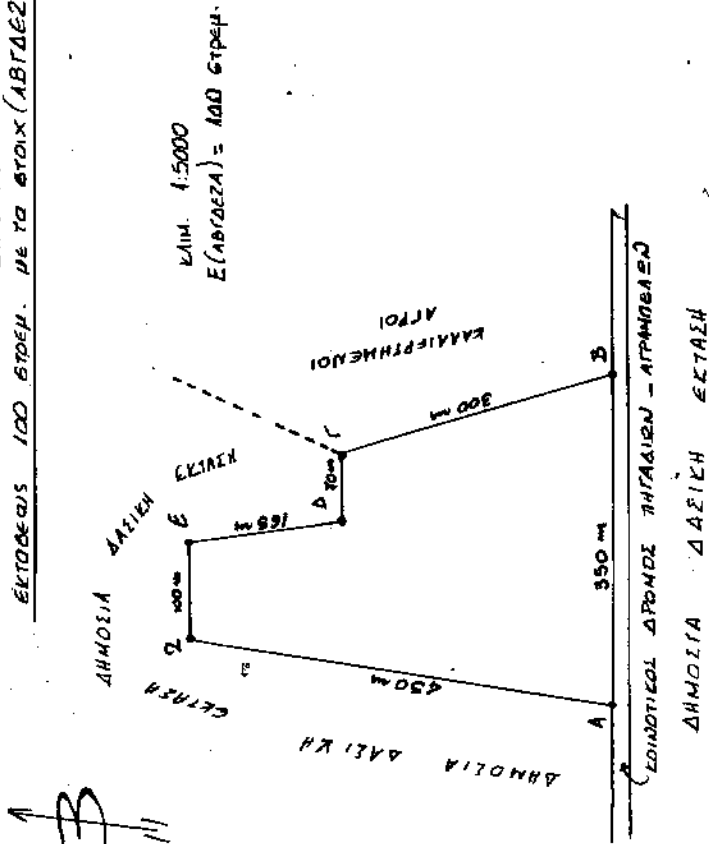 ΕΚΤΑΣΕΩΣ 100 ΣΤΡΕΜ. ΜΕ ΤΑ ΣΤΟΙΧ (ΑΒΓΔΕΖ
ΚΛΙΜ. 1:5000
Ε(ΑΒΓΔΕΖΑ) = 100 ΣΤΡΕΜ.
ΔΗΜΟΣΙΑ ΔΑΣΙΚΗ ΕΚΤΑΣΗ
Ζ
100 m
Ε
165 m
Δ
70 m
Γ
ΚΑΛΛΙΕΡΓΗΜΕΝΟΙ
ΑΓΡΟΙ
300 m
Β
350 m
Α
450 m
ΔΗΜΟΣΙΑ ΔΑΣΙΚΗ ΕΚΤΑΣΗ
ΚΟΙΝΟΤΙΚΟΣ ΔΡΟΜΟΣ ΠΗΓΑΔΙΩΝ - ΑΓΡΑΜΠΕΛΩΝ
ΔΗΜΟΣΙΑ ΔΑΣΙΚΗ ΕΚΤΑΣΗ